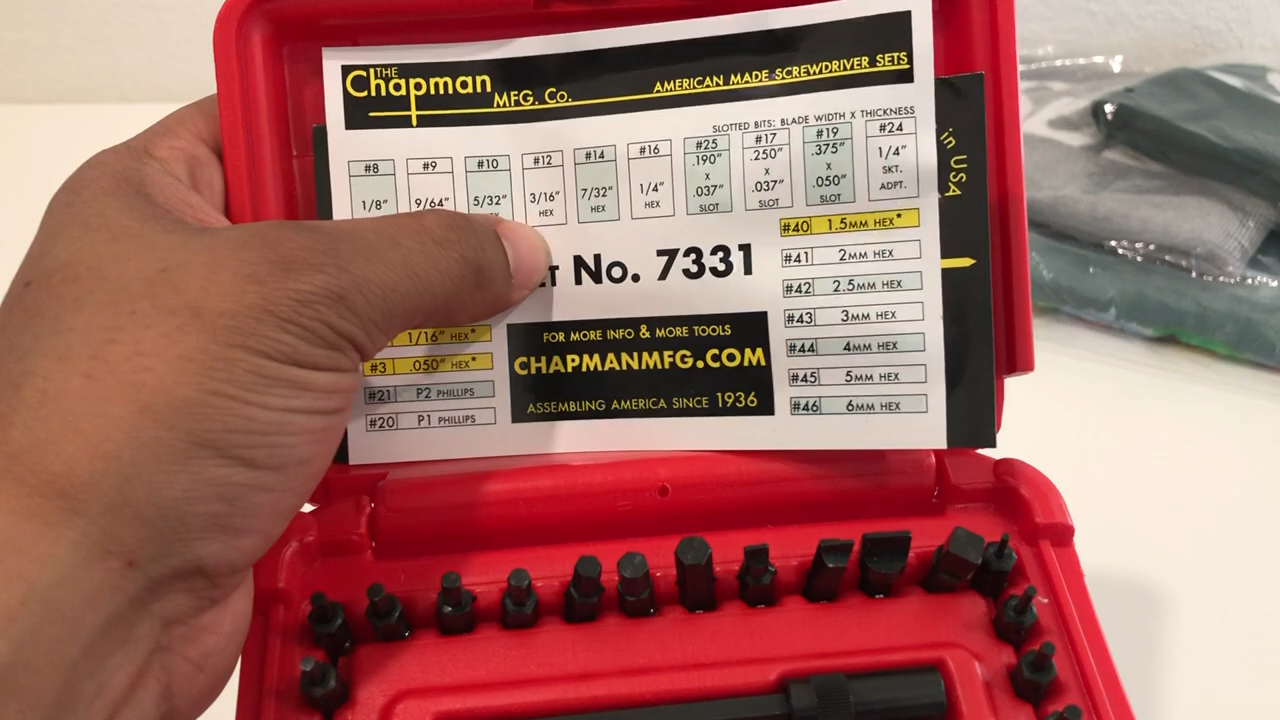 THE
Chapman MFG. Co.
AMERICAN MADE SCREWDRIVER SETS
SLOTTED BITS: BLADE WIDTH X THICKNESS
#8 #9 #10 #12 #14 #16 #25 #17 #19 #24
1/8" 9/64" 5/32" 3/16" HEX 7/32" HEX 1/4" HEX .190" x .037" SLOT .250" x .037" SLOT .375" x .050" SLOT 1/4" SKT. ADPT.
in USA
No. 7331
#40 1.5MM HEX*
#41 2MM HEX
#42 2.5MM HEX
#43 3MM HEX
#44 4MM HEX
#45 5MM HEX
#46 6MM HEX
1/16" HEX*
#3 .050" HEX*
#21 P2 PHILLIPS
#20 P1 PHILLIPS
FOR MORE INFO & MORE TOOLS
CHAPMANMFG.COM
ASSEMBLING AMERICA SINCE 1936